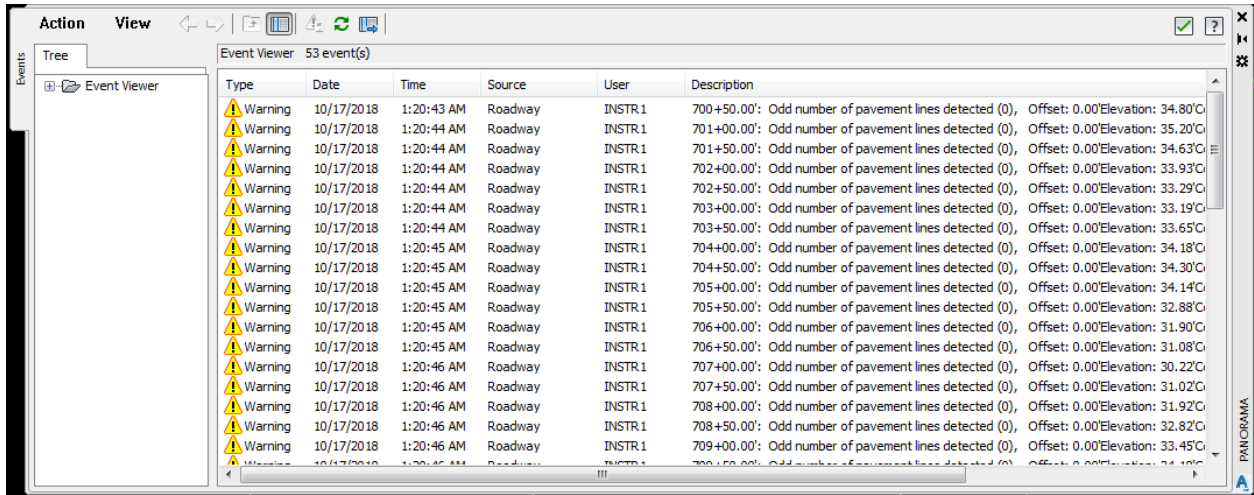 Action View
Events
Tree
Event Viewer
Event Viewer 53 event(s)
Type Date Time Source User Description
Warning 10/17/2018 1:20:43 AM Roadway INSTR1 700+50.00': Odd number of pavement lines detected (0), Offset: 0.00'Elevation: 34.80'C
Warning 10/17/2018 1:20:44 AM Roadway INSTR1 701+00.00': Odd number of pavement lines detected (0), Offset: 0.00'Elevation: 35.20'C
Warning 10/17/2018 1:20:44 AM Roadway INSTR1 701+50.00': Odd number of pavement lines detected (0), Offset: 0.00'Elevation: 34.63'C
Warning 10/17/2018 1:20:44 AM Roadway INSTR1 702+00.00': Odd number of pavement lines detected (0), Offset: 0.00'Elevation: 33.93'C
Warning 10/17/2018 1:20:44 AM Roadway INSTR1 702+50.00': Odd number of pavement lines detected (0), Offset: 0.00'Elevation: 33.29'C
Warning 10/17/2018 1:20:44 AM Roadway INSTR1 703+00.00': Odd number of pavement lines detected (0), Offset: 0.00'Elevation: 33.19'C
Warning 10/17/2018 1:20:44 AM Roadway INSTR1 703+50.00': Odd number of pavement lines detected (0), Offset: 0.00'Elevation: 33.65'C
Warning 10/17/2018 1:20:45 AM Roadway INSTR1 704+00.00': Odd number of pavement lines detected (0), Offset: 0.00'Elevation: 34.18'C
Warning 10/17/2018 1:20:45 AM Roadway INSTR1 704+50.00': Odd number of pavement lines detected (0), Offset: 0.00'Elevation: 34.30'C
Warning 10/17/2018 1:20:45 AM Roadway INSTR1 705+00.00': Odd number of pavement lines detected (0), Offset: 0.00'Elevation: 34.14'C
Warning 10/17/2018 1:20:45 AM Roadway INSTR1 705+50.00': Odd number of pavement lines detected (0), Offset: 0.00'Elevation: 32.88'C
Warning 10/17/2018 1:20:45 AM Roadway INSTR1 706+00.00': Odd number of pavement lines detected (0), Offset: 0.00'Elevation: 31.90'C
Warning 10/17/2018 1:20:45 AM Roadway INSTR1 706+50.00': Odd number of pavement lines detected (0), Offset: 0.00'Elevation: 31.08'C
Warning 10/17/2018 1:20:46 AM Roadway INSTR1 707+00.00': Odd number of pavement lines detected (0), Offset: 0.00'Elevation: 30.22'C
Warning 10/17/2018 1:20:46 AM Roadway INSTR1 707+50.00': Odd number of pavement lines detected (0), Offset: 0.00'Elevation: 31.02'C
Warning 10/17/2018 1:20:46 AM Roadway INSTR1 708+00.00': Odd number of pavement lines detected (0), Offset: 0.00'Elevation: 31.92'C
Warning 10/17/2018 1:20:46 AM Roadway INSTR1 708+50.00': Odd number of pavement lines detected (0), Offset: 0.00'Elevation: 32.82'C
Warning 10/17/2018 1:20:46 AM Roadway INSTR1 709+00.00': Odd number of pavement lines detected (0), Offset: 0.00'Elevation: 33.45'C
PANORAMA